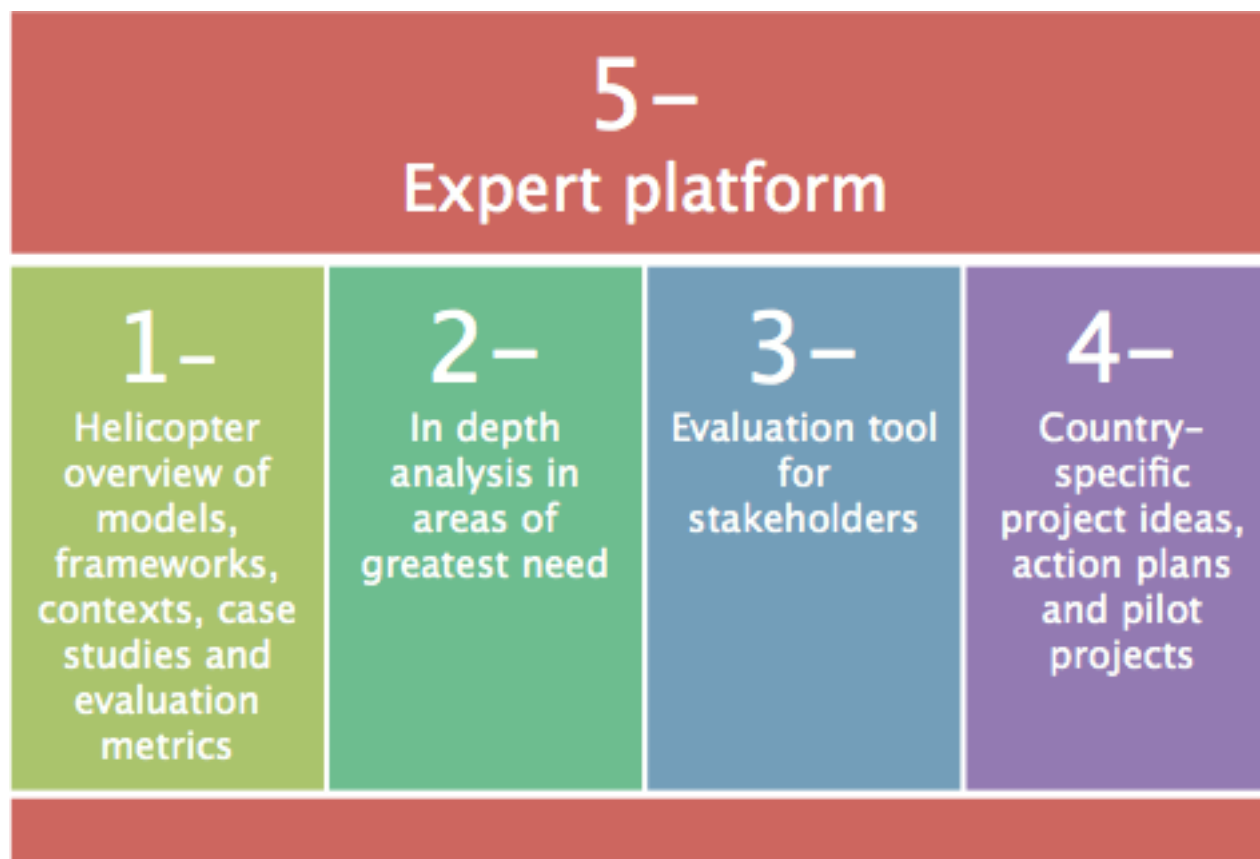 5-
Expert platform
1-
Helicopter
overview of
models,
frameworks,
contexts, case
studies and
evaluation
metrics
2-
In depth
analysis in
areas of
greatest need
3-
Evaluation tool
for
stakeholders
4-
Country-
specific
project ideas,
action plans
and pilot
projects